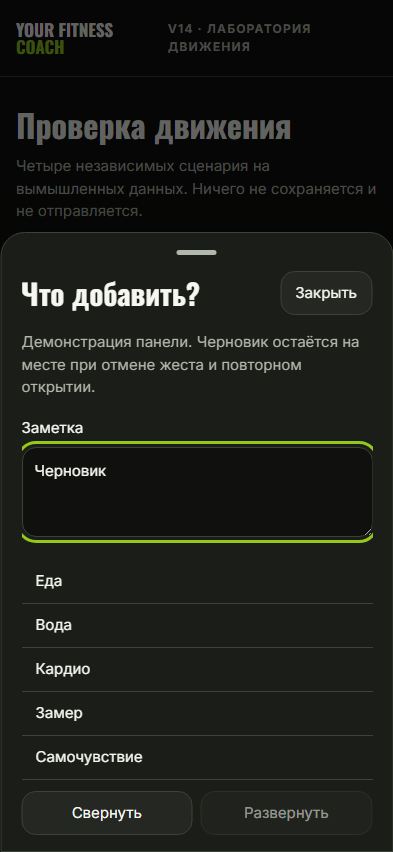 YOUR FITNESS
COACH
V14 · ЛАБОРАТОРИЯ
ДВИЖЕНИЯ
Проверка движения
Четыре независимых сценария на
вымышленных данных. Ничего не сохраняется и
не отправляется.
Что добавить?
Закрыть
Демонстрация панели. Черновик остаётся на
месте при отмене жеста и повторном
открытии.
Заметка
Черновик
Еда
Вода
Кардио
Замер
Самочувствие
Свернуть
Развернуть